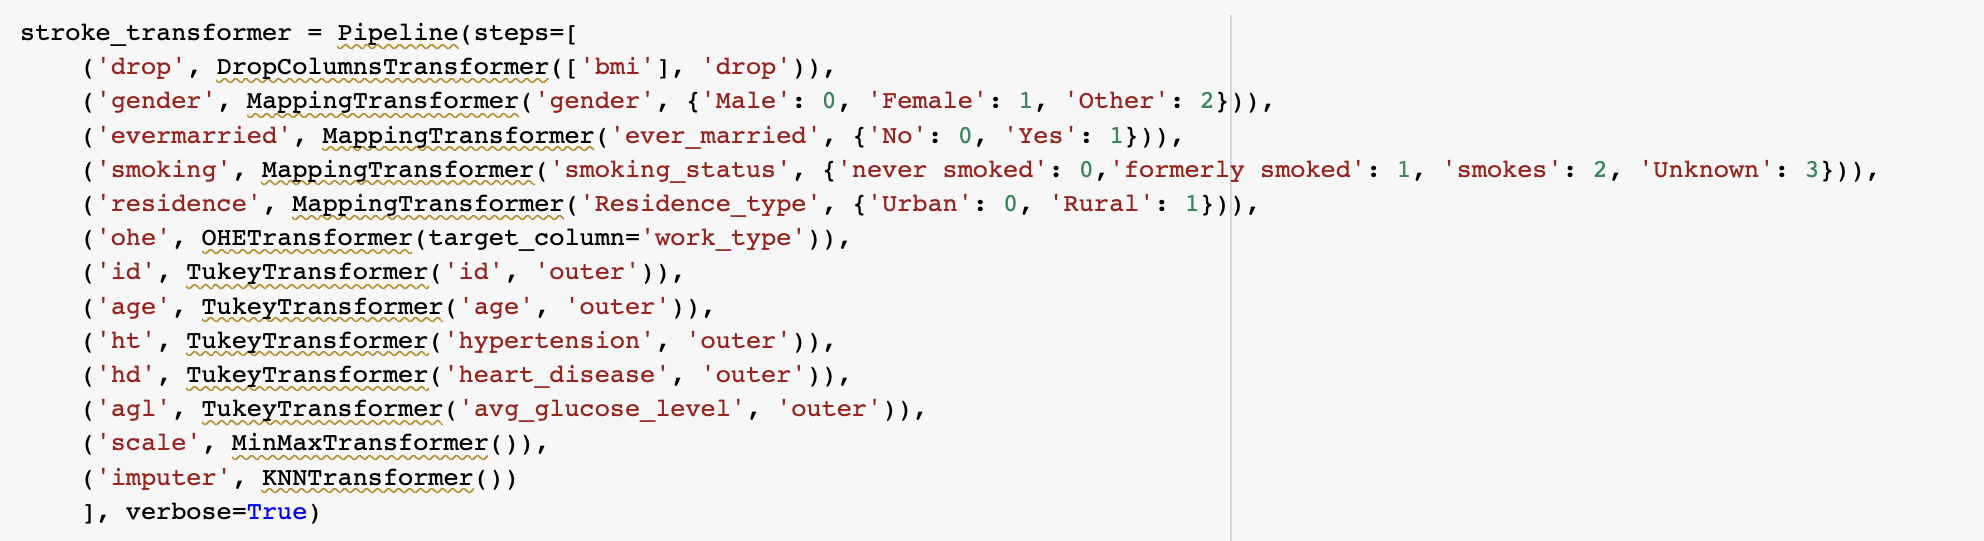 stroke_transformer = Pipeline(steps=[
    ('drop', DropColumnsTransformer(['bmi'], 'drop')),
    ('gender', MappingTransformer('gender', {'Male': 0, 'Female': 1, 'Other': 2})),
    ('evermarried', MappingTransformer('ever_married', {'No': 0, 'Yes': 1})),
    ('smoking', MappingTransformer('smoking_status', {'never smoked': 0,'formerly smoked': 1, 'smokes': 2, 'Unknown': 3})),
    ('residence', MappingTransformer('Residence_type', {'Urban': 0, 'Rural': 1})),
    ('ohe', OHETransformer(target_column='work_type')),
    ('id', TukeyTransformer('id', 'outer')),
    ('age', TukeyTransformer('age', 'outer')),
    ('ht', TukeyTransformer('hypertension', 'outer')),
    ('hd', TukeyTransformer('heart_disease', 'outer')),
    ('agl', TukeyTransformer('avg_glucose_level', 'outer')),
    ('scale', MinMaxTransformer()),
    ('imputer', KNNTransformer())
    ], verbose=True)